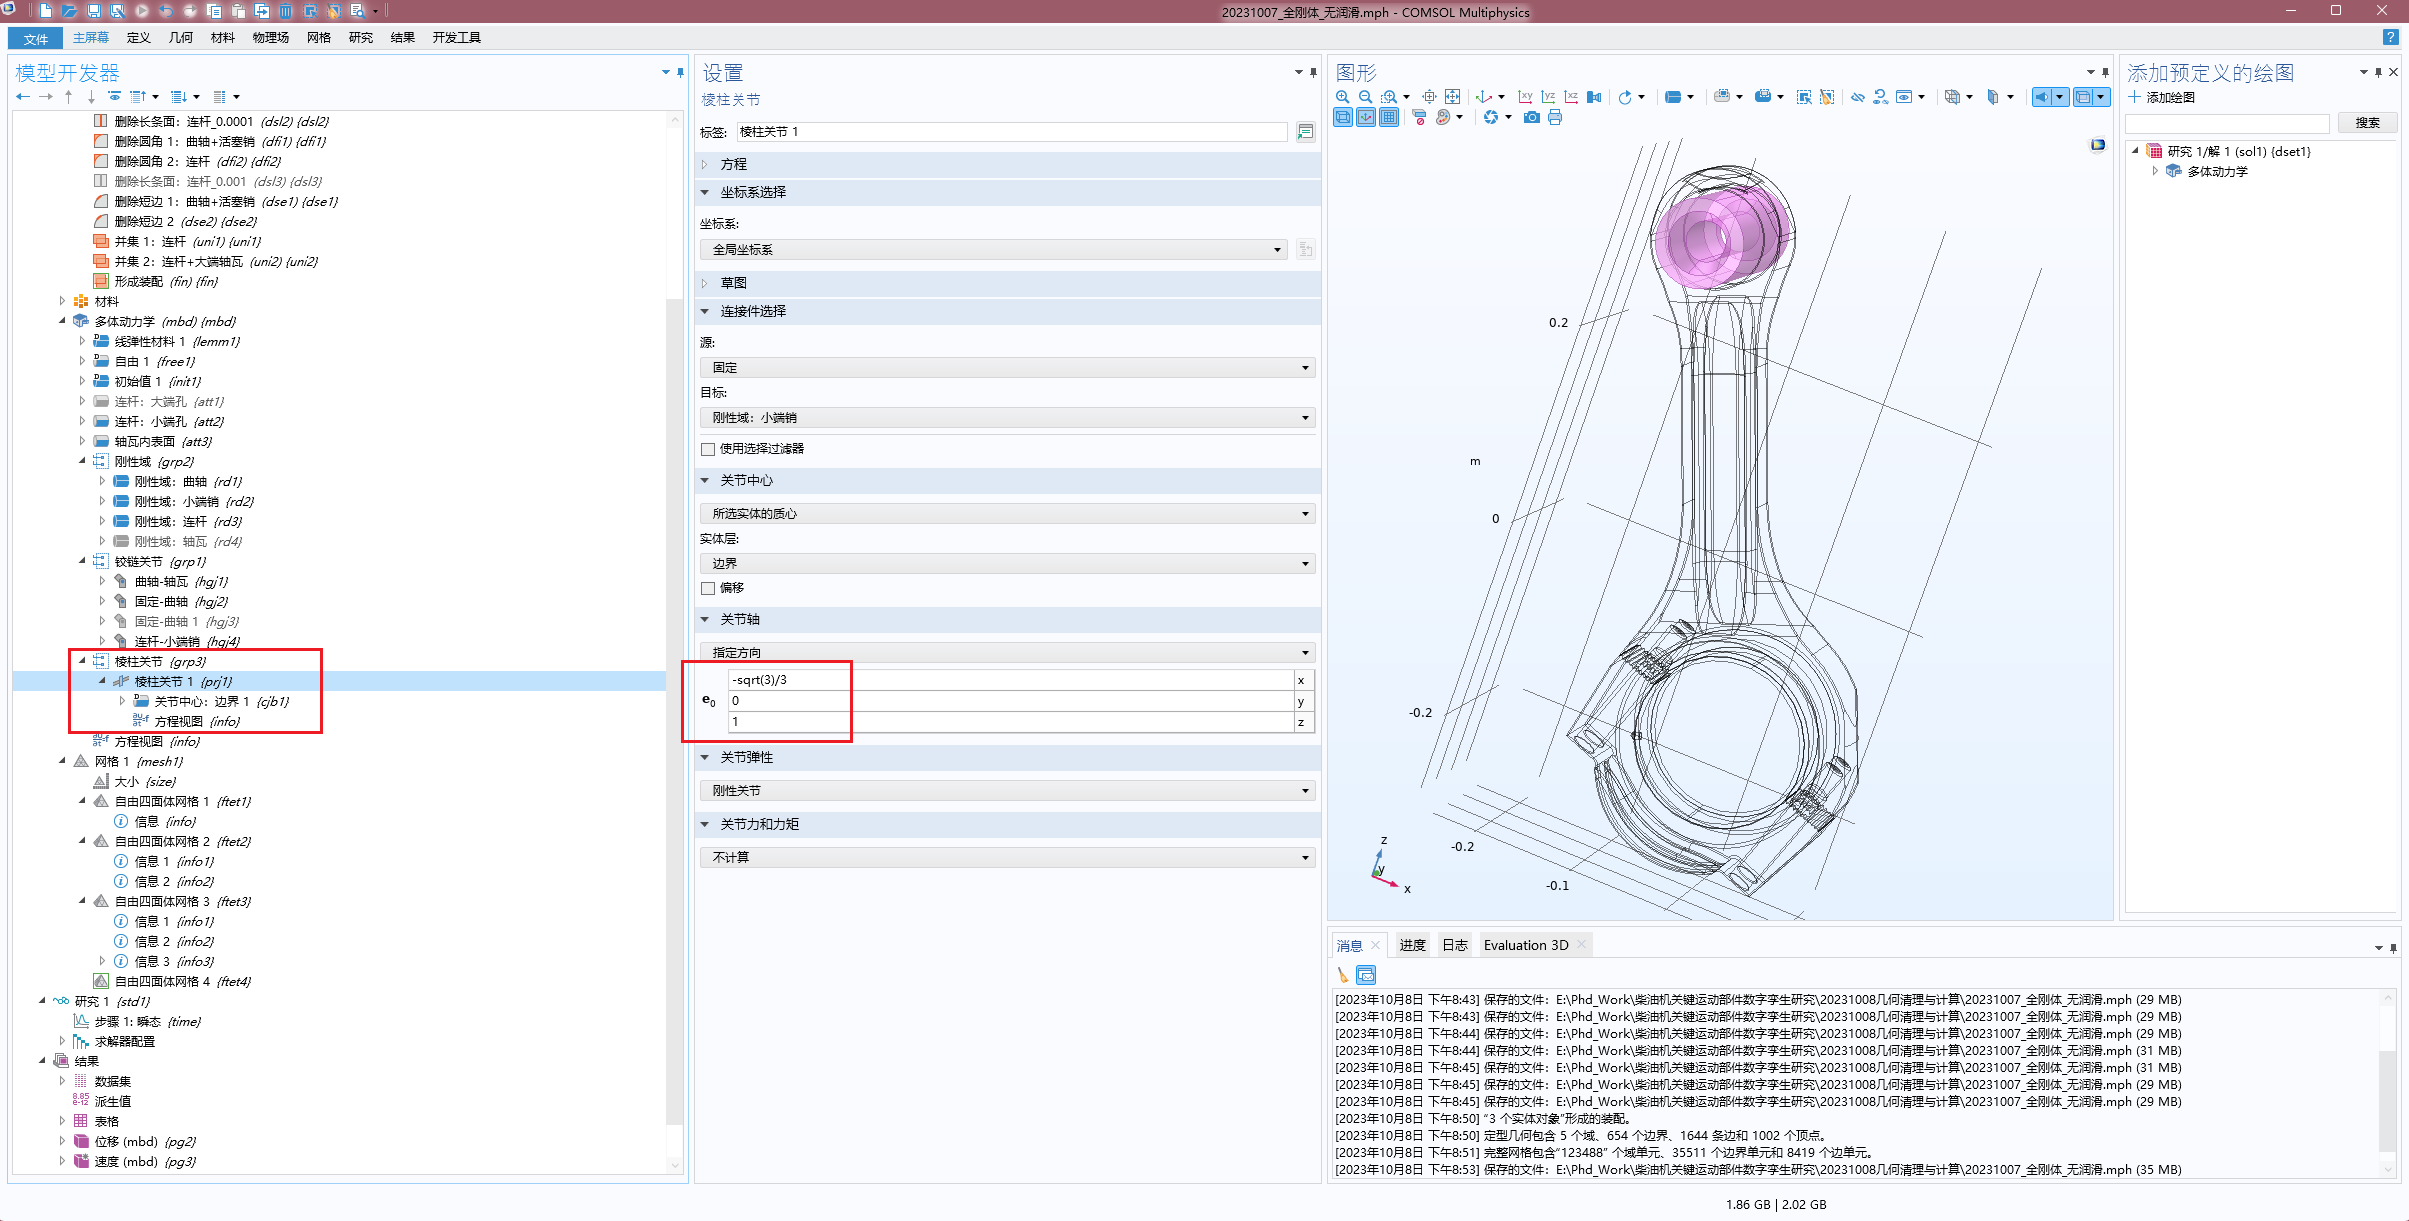 20231007_全刚体_无润滑.mph - COMSOL Multiphysics
文件 主屏幕 定义 几何 材料 物理场 网格 研究 结果 开发工具
模型开发器
删除长条面: 连杆_0.0001 (dsl2) {dsl2}
删除圆角 1: 曲轴+活塞销 (dfi1) {dfi1}
删除圆角 2: 连杆 (dfi2) {dfi2}
删除长条面: 连杆_0.001 (dsl3) {dsl3}
删除短边 1: 曲轴+活塞销 (dse1) {dse1}
删除短边 2 (dse2) {dse2}
并集 1: 连杆 (uni1) {uni1}
并集 2: 连杆+大端轴瓦 (uni2) {uni2}
形成装配 (fin) {fin}
材料
多体动力学 (mbd) {mbd}
线弹性材料 1 {lemm1}
自由 1 {free1}
初始值 1 {init1}
连杆: 大端孔 {att1}
连杆: 小端孔 {att2}
轴瓦内表面 {att3}
刚性域 {grp2}
刚性域: 曲轴 {rd1}
刚性域: 小端销 {rd2}
刚性域: 连杆 {rd3}
刚性域: 轴瓦 {rd4}
铰链关节 {grp1}
曲轴-轴瓦 {hgj1}
固定-曲轴 {hgj2}
固定-曲轴 1 {hgj3}
连杆-小端销 {hgj4}
棱柱关节 {grp3}
棱柱关节 1 {prj1}
关节中心: 边界 1 {cjb1}
方程视图 {info}
方程视图 {info}
网格 1 {mesh1}
大小 {size}
自由四面体网格 1 {ftet1}
信息 {info}
自由四面体网格 2 {ftet2}
信息 1 {info1}
信息 2 {info2}
自由四面体网格 3 {ftet3}
信息 1 {info1}
信息 2 {info2}
信息 3 {info3}
自由四面体网格 4 {ftet4}
研究 1 {std1}
步骤 1: 瞬态 {time}
求解器配置
结果
数据集
8.85
e-12
派生值
表格
位移 (mbd) {pg2}
速度 (mbd) {pg3}
设置
棱柱关节
标签: 棱柱关节 1
方程
坐标系选择
坐标系:
全局坐标系
草图
连接件选择
源:
固定
目标:
刚性域: 小端销
使用选择过滤器
关节中心
所选实体的质心
实体层:
边界
偏移
关节轴
指定方向
e0
-sqrt(3)/3 x
0 y
1 z
关节弹性
刚性关节
关节力和力矩
不计算
图形
xy yz xz
0.2
m
0
-0.2
-0.2
-0.1
z
y
x
添加预定义的绘图
添加绘图
搜索
研究 1/解 1 (sol1) {dset1}
多体动力学
消息 进度 日志 Evaluation 3D
[2023年10月8日 下午8:43] 保存的文件: E:\Phd_Work\柴油机关键运动部件数字孪生研究\20231008几何清理与计算\20231007_全刚体_无润滑.mph (29 MB)
[2023年10月8日 下午8:43] 保存的文件: E:\Phd_Work\柴油机关键运动部件数字孪生研究\20231008几何清理与计算\20231007_全刚体_无润滑.mph (29 MB)
[2023年10月8日 下午8:44] 保存的文件: E:\Phd_Work\柴油机关键运动部件数字孪生研究\20231008几何清理与计算\20231007_全刚体_无润滑.mph (29 MB)
[2023年10月8日 下午8:44] 保存的文件: E:\Phd_Work\柴油机关键运动部件数字孪生研究\20231008几何清理与计算\20231007_全刚体_无润滑.mph (31 MB)
[2023年10月8日 下午8:45] 保存的文件: E:\Phd_Work\柴油机关键运动部件数字孪生研究\20231008几何清理与计算\20231007_全刚体_无润滑.mph (31 MB)
[2023年10月8日 下午8:45] 保存的文件: E:\Phd_Work\柴油机关键运动部件数字孪生研究\20231008几何清理与计算\20231007_全刚体_无润滑.mph (29 MB)
[2023年10月8日 下午8:45] 保存的文件: E:\Phd_Work\柴油机关键运动部件数字孪生研究\20231008几何清理与计算\20231007_全刚体_无润滑.mph (29 MB)
[2023年10月8日 下午8:50] “3 个实体对象”形成的装配。
[2023年10月8日 下午8:50] 定型几何包含 5 个域、654 个边界、1644 条边和 1002 个顶点。
[2023年10月8日 下午8:51] 完整网格包含“123488” 个域单元、35511 个边界单元和 8419 个边单元。
[2023年10月8日 下午8:53] 保存的文件: E:\Phd_Work\柴油机关键运动部件数字孪生研究\20231008几何清理与计算\20231007_全刚体_无润滑.mph (35 MB)
1.86 GB | 2.02 GB